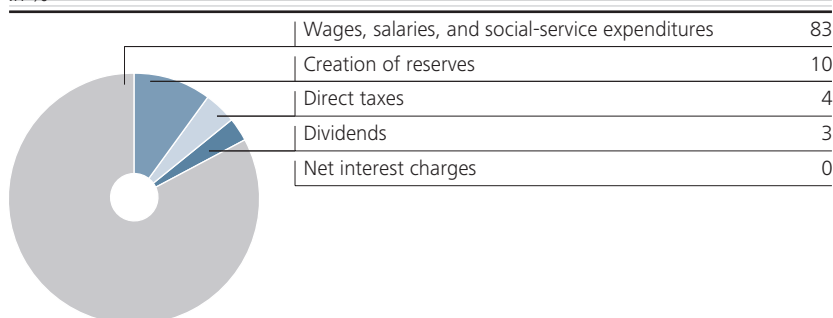 Wages, salaries, and social-service expenditures 83
Creation of reserves 10
Direct taxes 4
Dividends 3
Net interest charges 0